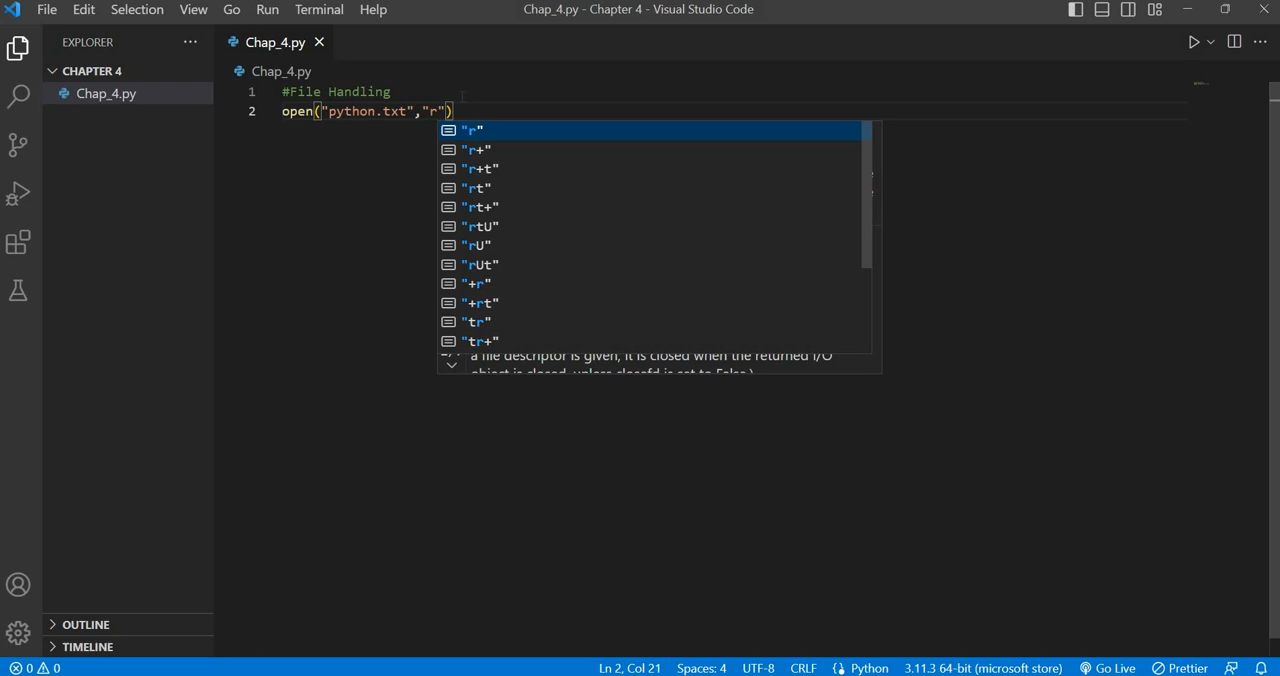 File Edit Selection View Go Run Terminal Help
Chap_4.py - Chapter 4 - Visual Studio Code
EXPLORER
CHAPTER 4
Chap_4.py
OUTLINE
TIMELINE
Chap_4.py
Chap_4.py
1 #File Handling
2 open("python.txt","r")
"r"
"r+"
"r+t"
"rt"
"rt+"
"rtU"
"rU"
"rUt"
"+r"
"+rt"
"tr"
"tr+"
a file descriptor is given, it is closed when the returned I/O
object is closed, unless closefd is set to False.)
0 0 Ln 2, Col 21 Spaces: 4 UTF-8 CRLF Python 3.11.3 64-bit (microsoft store) Go Live Prettier